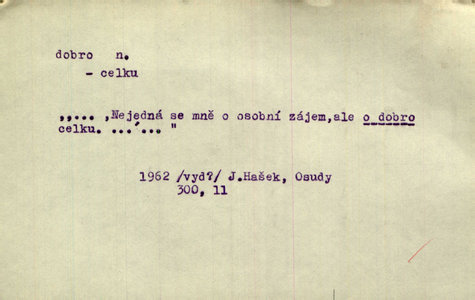 dobro n.
- celku
,,... ,Nejedná se mně o osobní zájem,ale o dobro
celku. ...´... "
1962 /vyd?/ J.Hašek, Osudy
300, 11